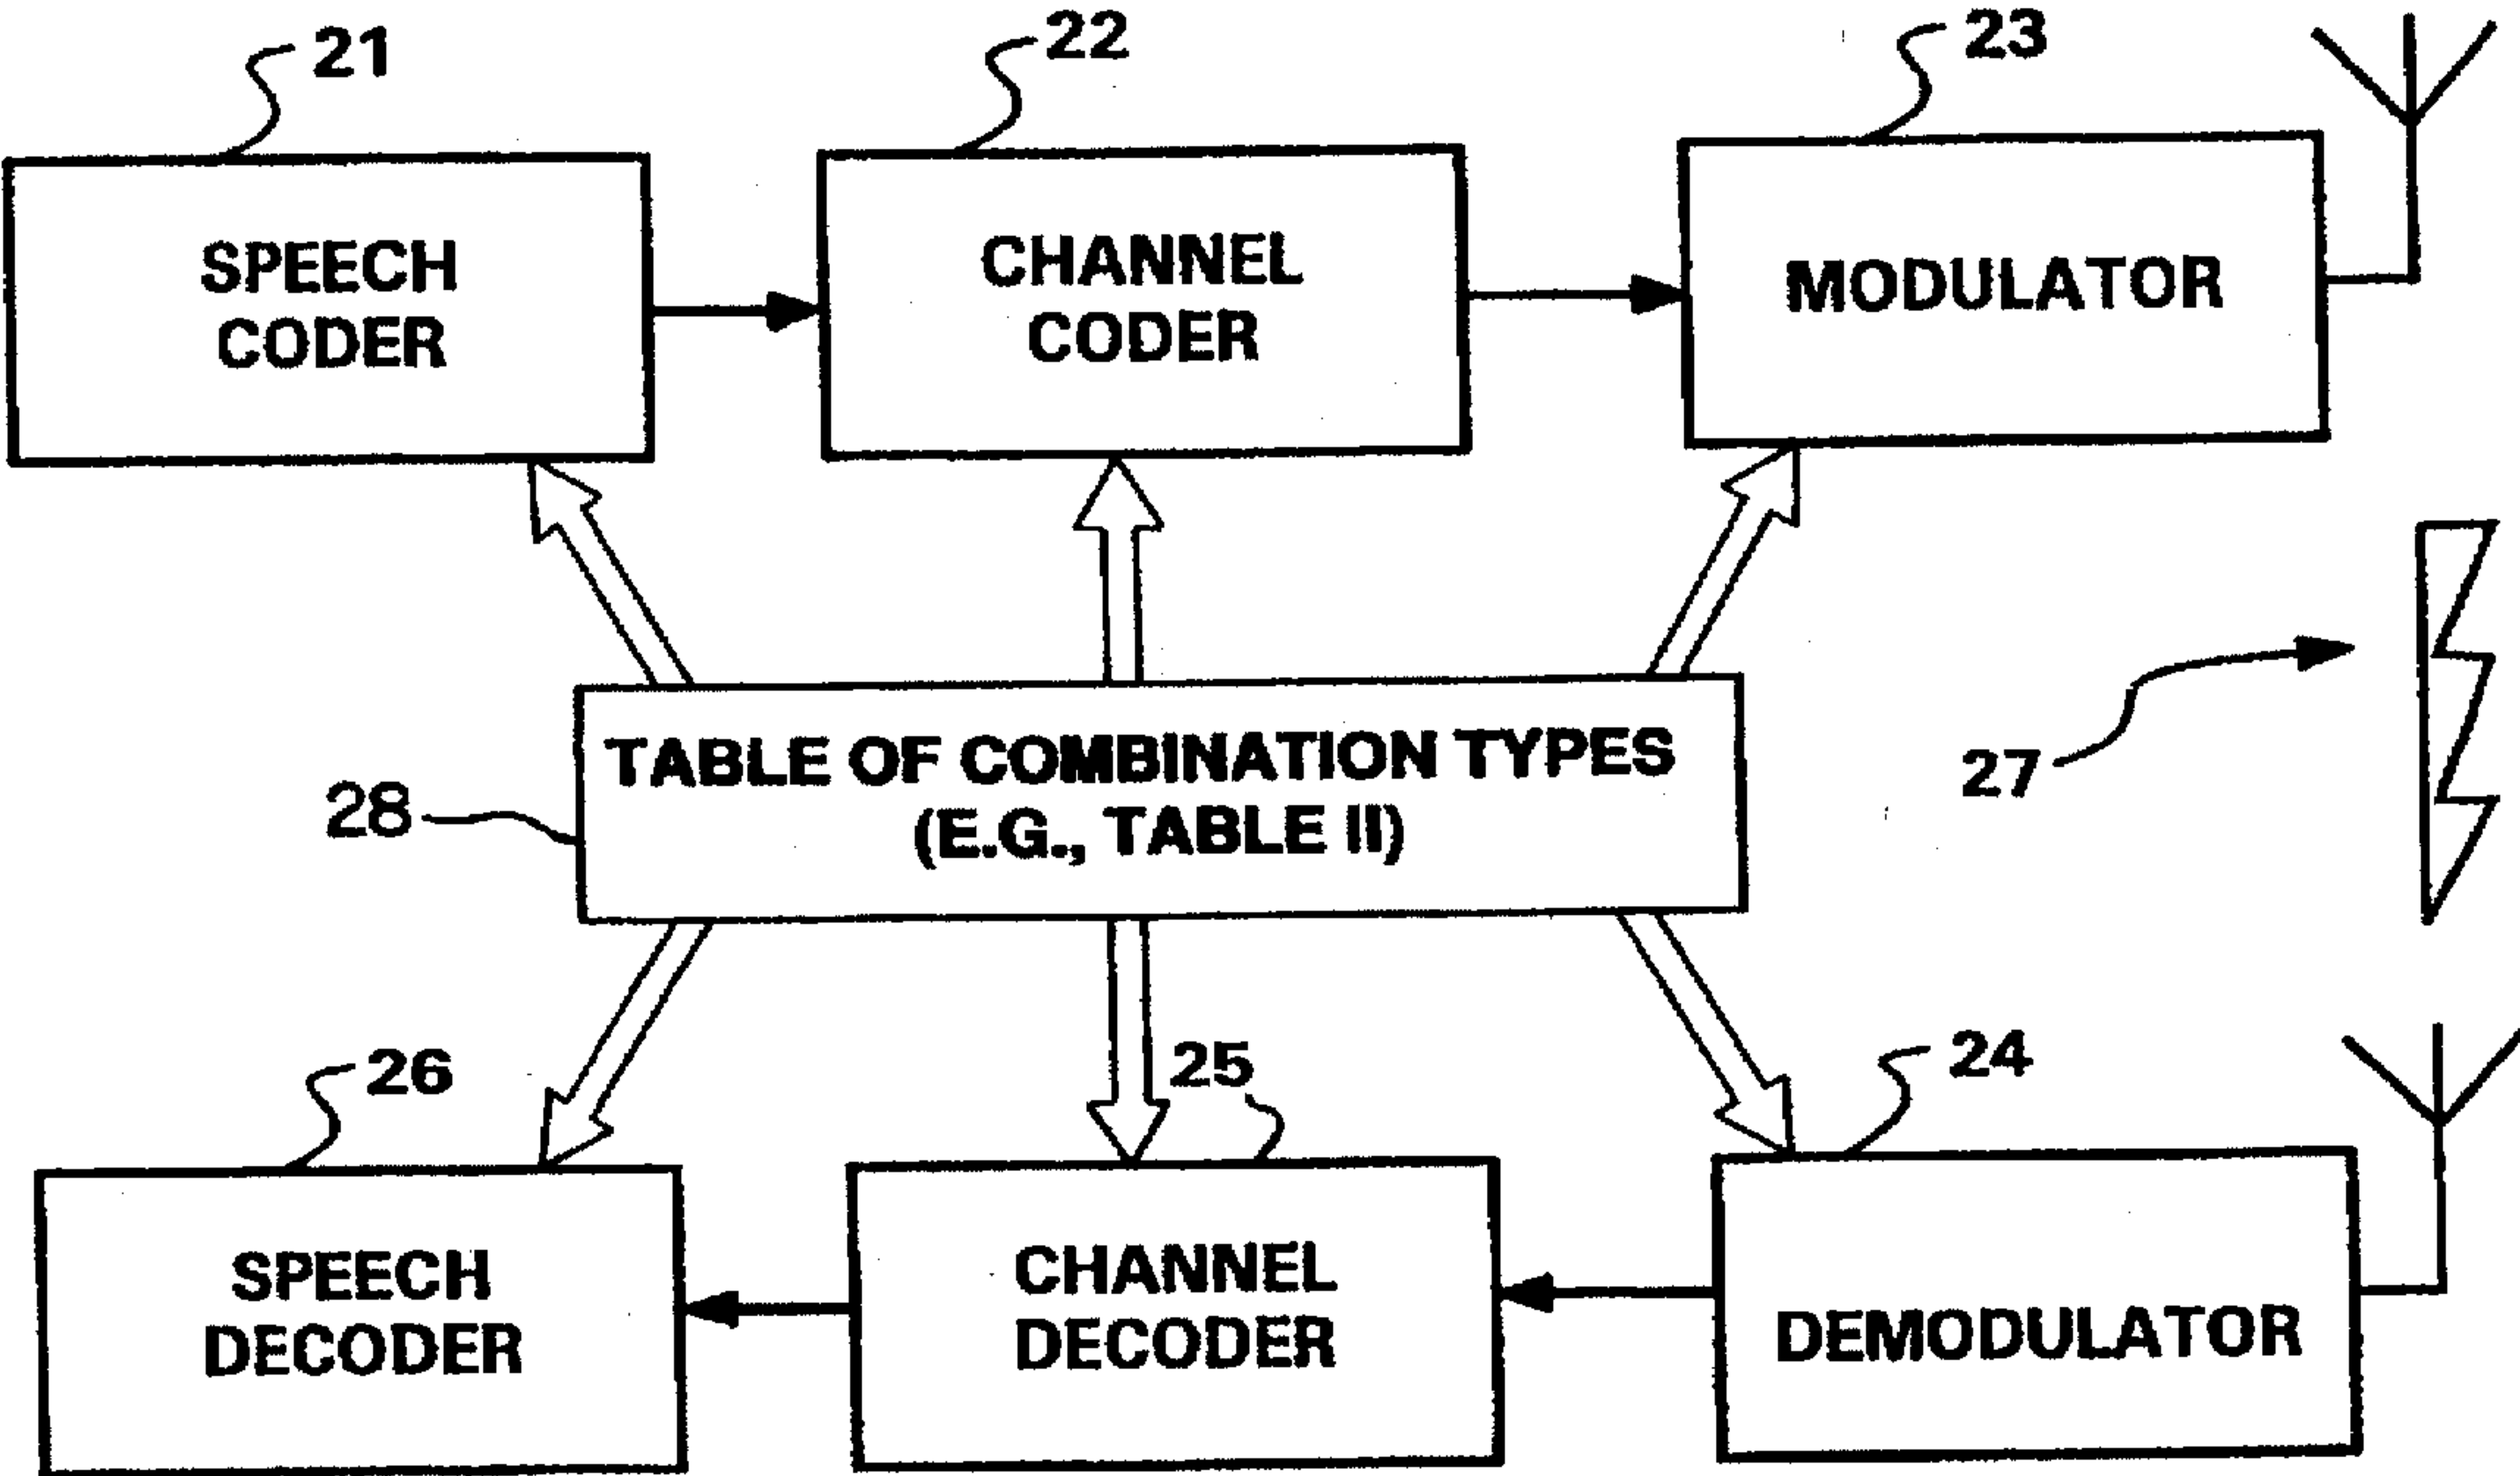 21
22
23
SPEECH
CODER
CHANNEL
CODER
MODULATOR
TABLE OF COMBINATION TYPES
(E.G., TABLE II)
28
27
26
25
24
SPEECH
DECODER
CHANNEL
DECODER
DEMODULATOR